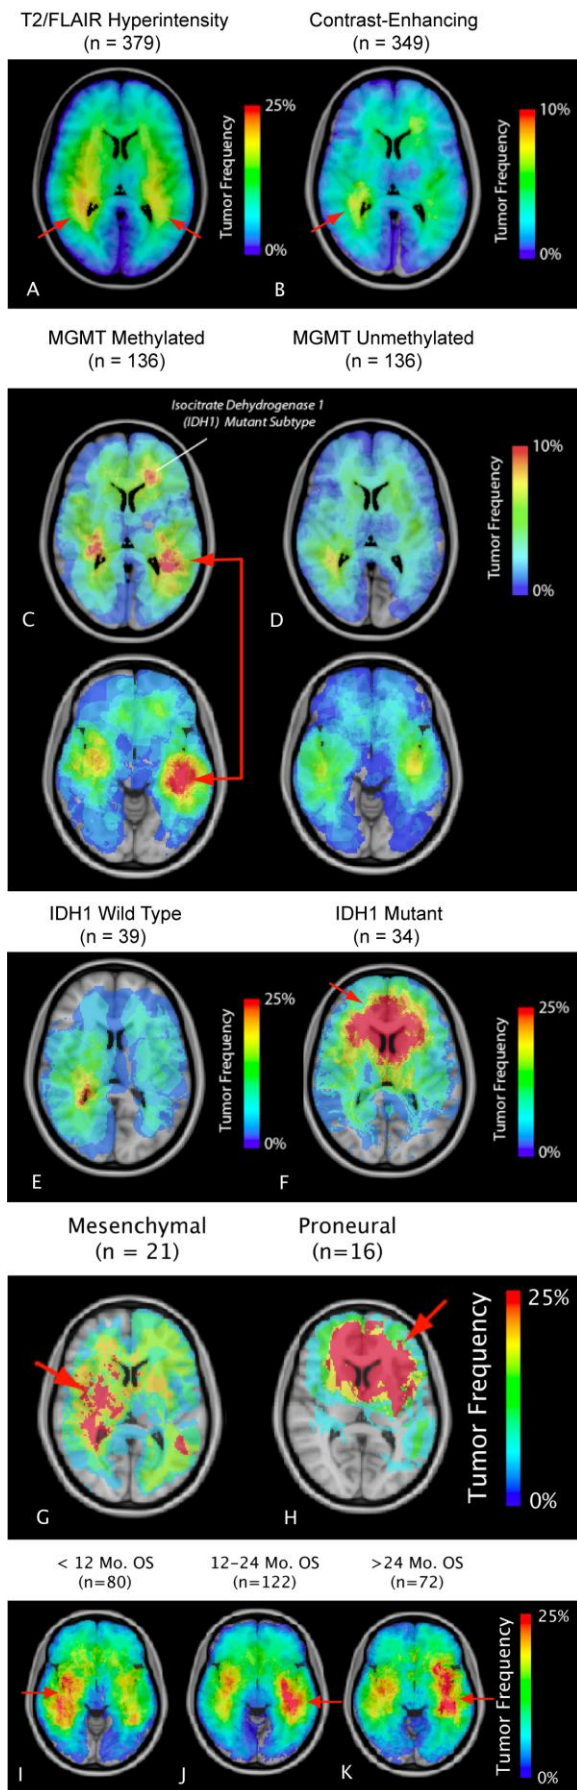 T2/FLAIR Hyperintensity
(n = 379)
Contrast-Enhancing
(n = 349)
25%
Tumor Frequency
0%
10%
Tumor Frequency
0%
A
B
MGMT Methylated
(n = 136)
MGMT Unmethylated
(n = 136)
Isocitrate Dehydrogenase 1
(IDH1) Mutant Subtype
10%
Tumor Frequency
0%
C
D
IDH1 Wild Type
(n = 39)
IDH1 Mutant
(n = 34)
25%
Tumor Frequency
0%
25%
Tumor Frequency
0%
E
F
Mesenchymal
(n = 21)
Proneural
(n=16)
25%
Tumor Frequency
0%
G
H
< 12 Mo. OS
(n=80)
12-24 Mo. OS
(n=122)
>24 Mo. OS
(n=72)
25%
Tumor Frequency
0%
I
J
K